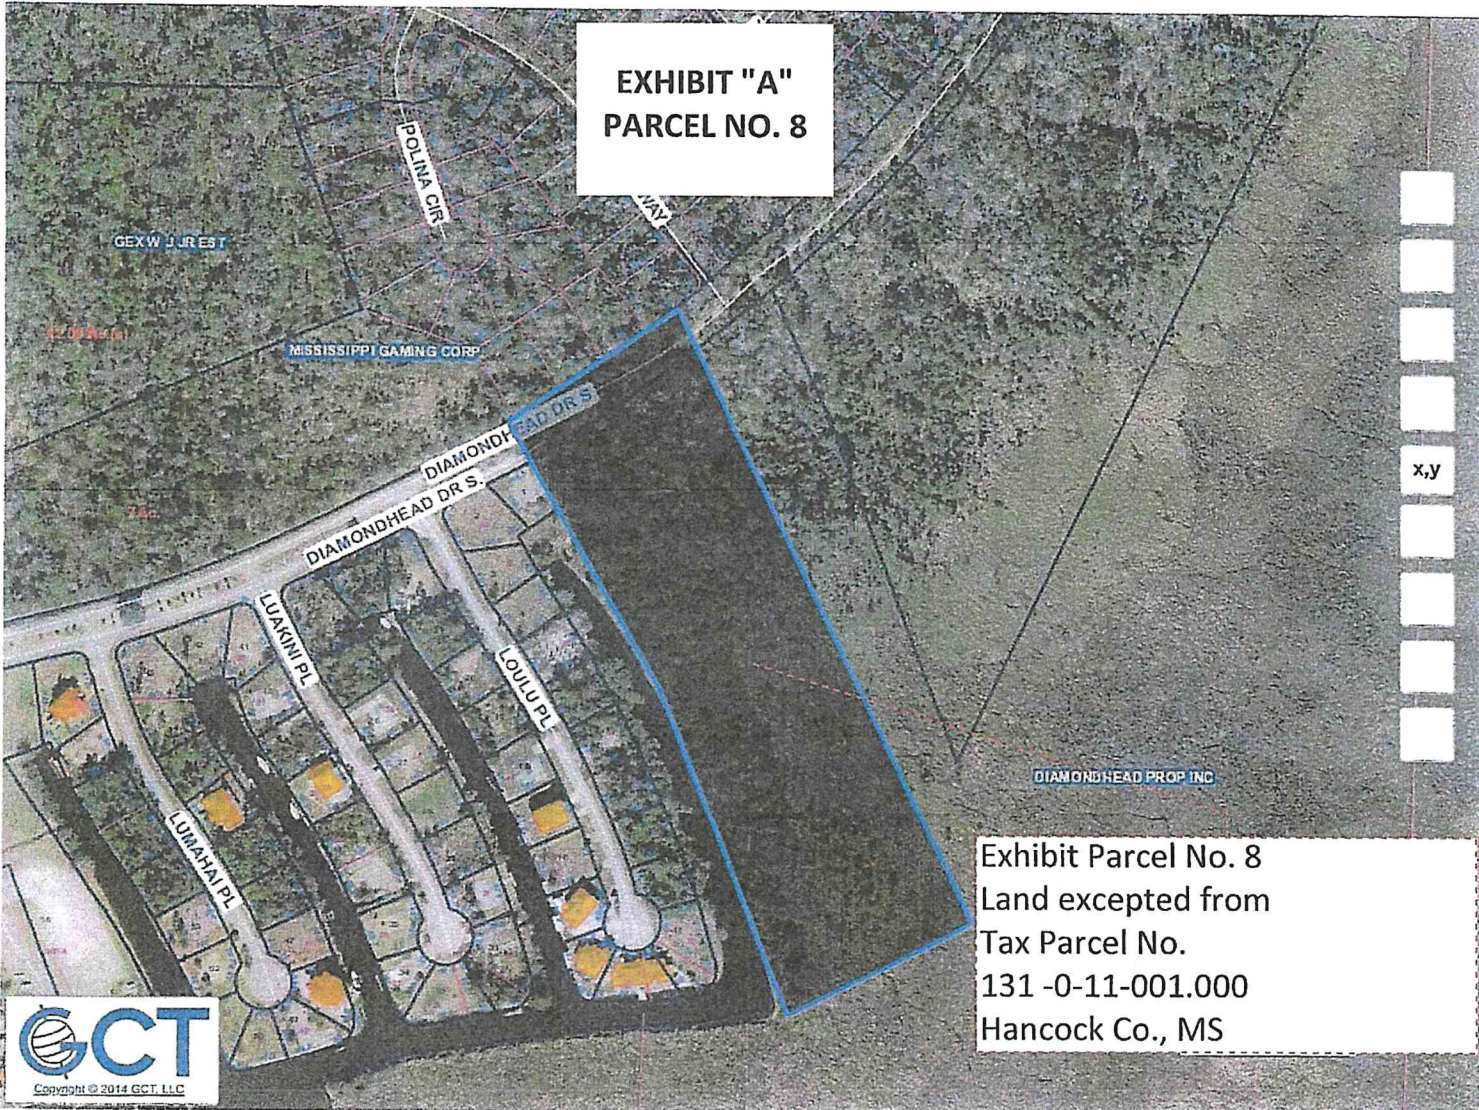 EXHIBIT "A"
PARCEL NO. 8
POLINA CIR
WAY
GEX W J JR EST
MISSISSIPPI GAMING CORP
DIAMONDHEAD DR S
DIAMONDHEAD DR S.
x,y
LUAKINI PL
LOULU PL
LUMAHAI PL
DIAMONDHEAD PROP INC
Exhibit Parcel No. 8
Land excepted from
Tax Parcel No.
131 -0-11-001.000
Hancock Co., MS
GCT
Copyright © 2014 GCT, LLC